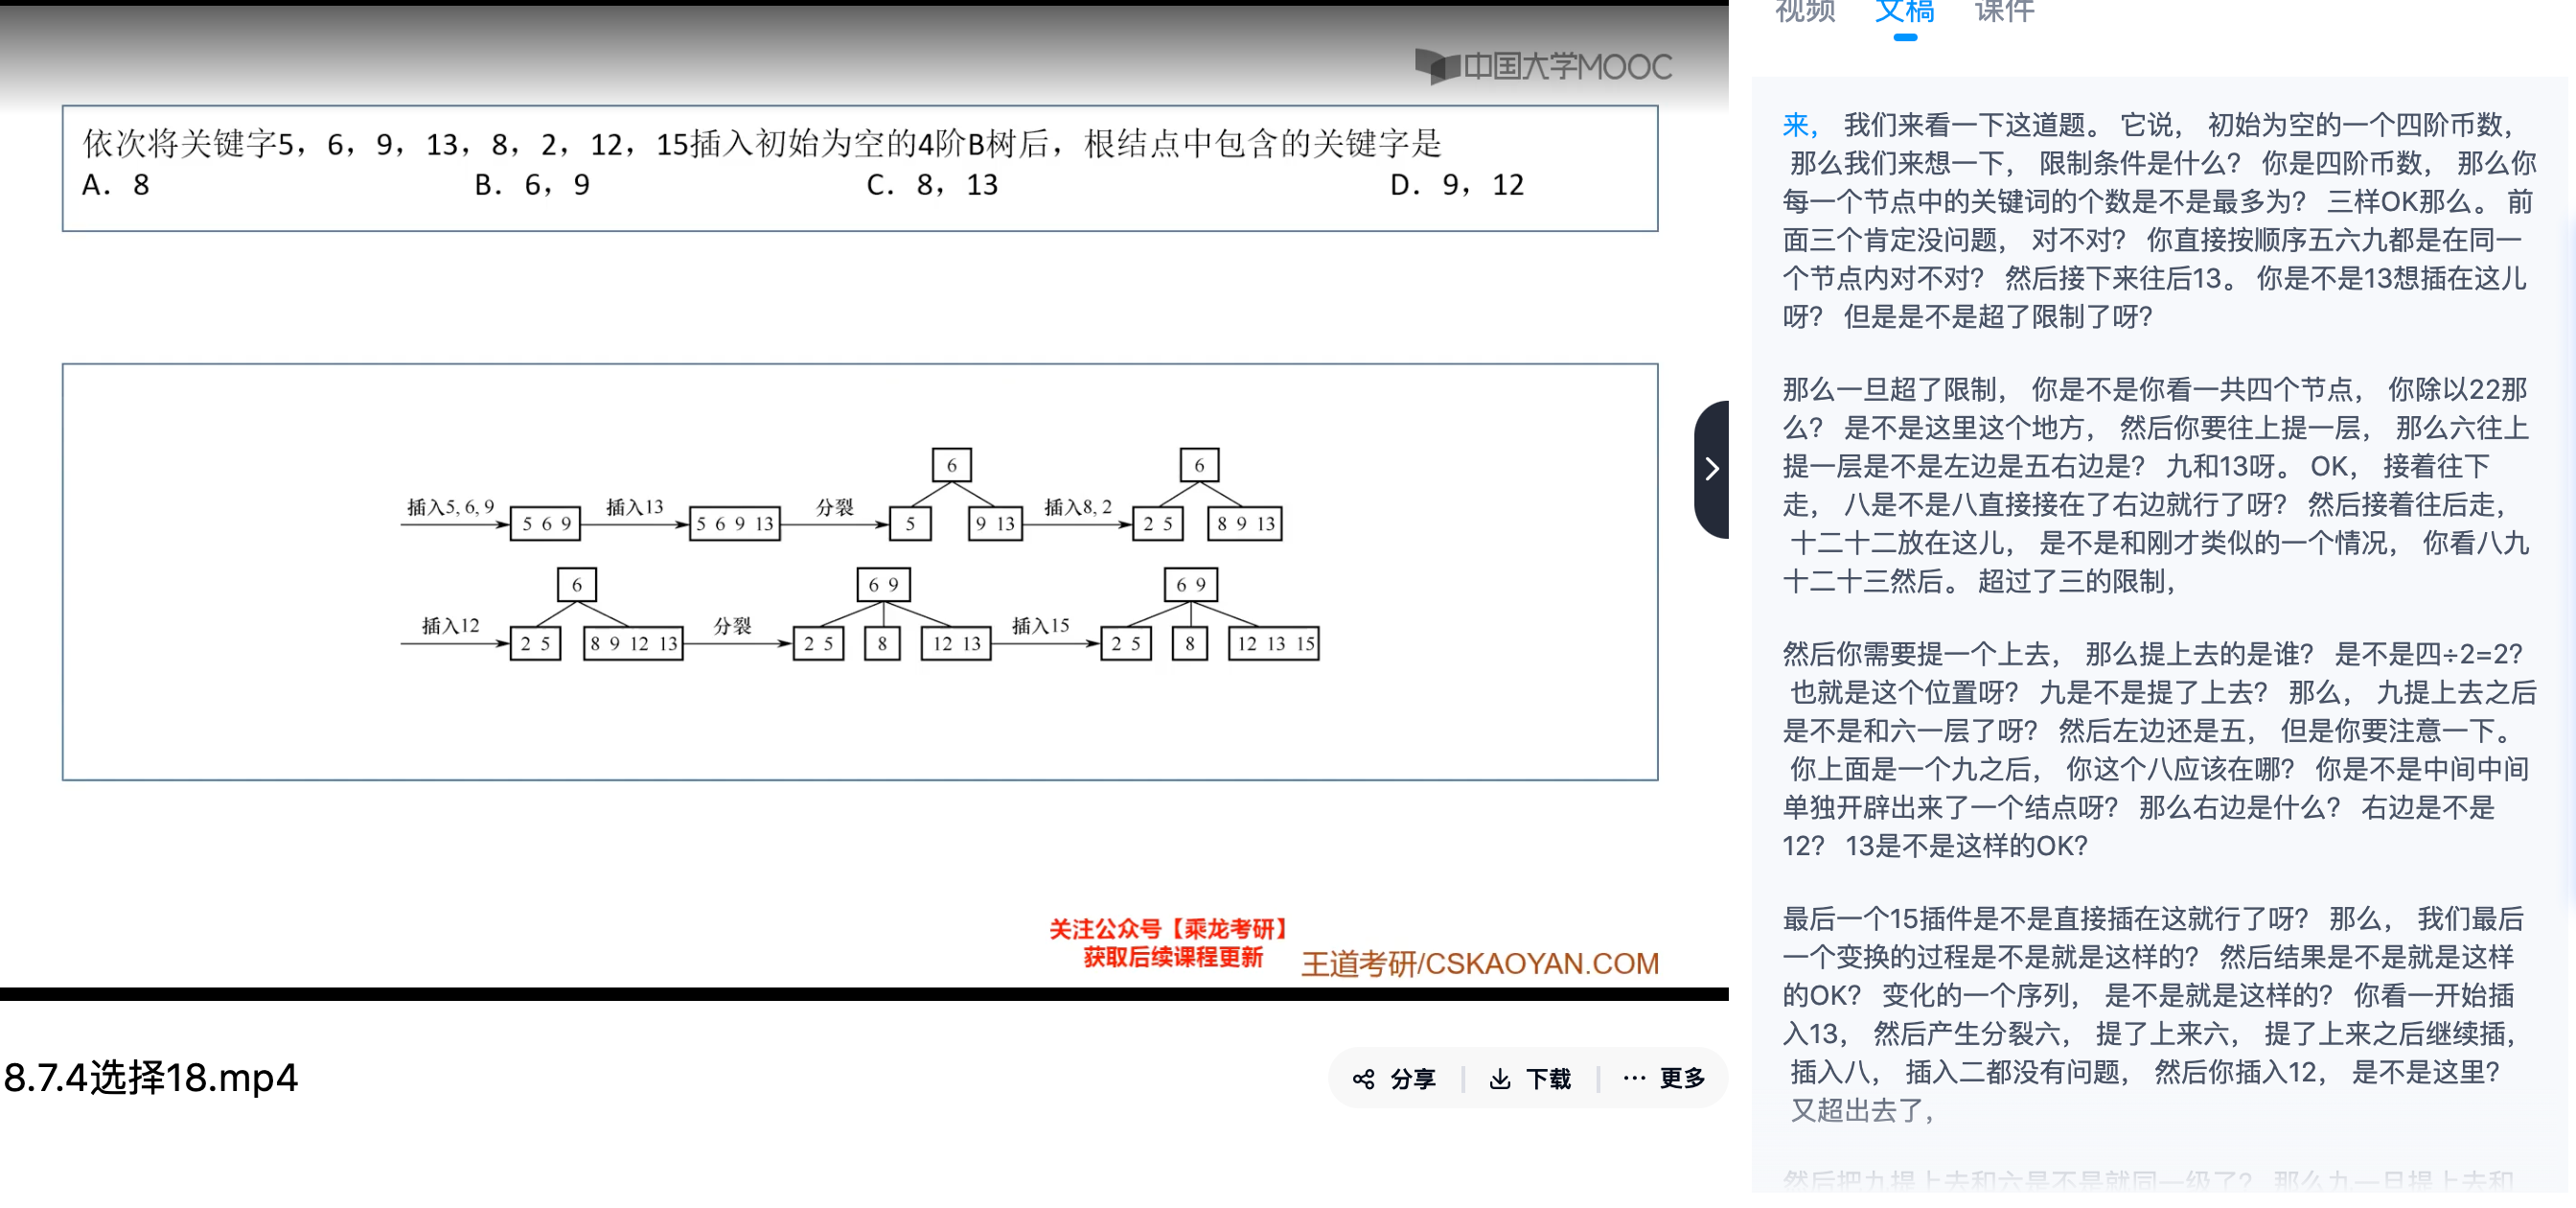 中国大学MOOC
依次将关键字5，6，9，13，8，2，12，15插入初始为空的4阶B树后，根结点中包含的关键字是
A. 8 B. 6，9 C. 8，13 D. 9，12
插入5, 6, 9
5 6 9
插入13
5 6 9 13
分裂
6
5
9 13
插入8, 2
6
2 5
8 9 13
插入12
6
2 5
8 9 12 13
分裂
6 9
2 5
8
12 13
插入15
6 9
2 5
8
12 13 15
关注公众号【乘龙考研】
获取后续课程更新
王道考研/CSKAOYAN.COM
8.7.4选择18.mp4
分享
下载
更多
视频 文稿 课件
来， 我们来看一下这道题。 它说， 初始为空的一个四阶币数，
那么我们来想一下， 限制条件是什么？ 你是四阶币数， 那么你
每一个节点中的关键词的个数是不是最多为？ 三样OK那么。 前
面三个肯定没问题， 对不对？ 你直接按顺序五六九都是在同一
个节点内对不对？ 然后接下来往后13。 你是不是13想插在这儿
呀？ 但是是不是超了限制了呀？
那么一旦超了限制， 你是不是你看一共四个节点， 你除以22那
么？ 是不是这里这个地方， 然后你要往上提一层， 那么六往上
提一层是不是左边是五右边是？ 九和13呀。 OK， 接着往下
走， 八是不是八直接接在了右边就行了呀？ 然后接着往后走，
十二十二放在这儿， 是不是和刚才类似的一个情况， 你看八九
十二十三然后。 超过了三的限制，
然后你需要提一个上去， 那么提上去的是谁？ 是不是四÷2=2？
也就是这个位置呀？ 九是不是提了上去？ 那么， 九提上去之后
是不是和六一层了呀？ 然后左边还是五， 但是你要注意一下。
你上面是一个九之后， 你这个八应该在哪？ 你是不是中间中间
单独开辟出来了一个结点呀？ 那么右边是什么？ 右边是不是
12？ 13是不是这样的OK？
最后一个15插件是不是直接插在这就行了呀？ 那么， 我们最后
一个变换的过程是不是就是这样的？ 然后结果是不是就是这样
的OK？ 变化的一个序列， 是不是就是这样的？ 你看一开始插
入13， 然后产生分裂六， 提了上来六， 提了上来之后继续插，
插入八， 插入二都没有问题， 然后你插入12， 是不是这里？
又超出去了，
然后把九提上去和六是不是就同一级了？ 那么九一旦提上去和